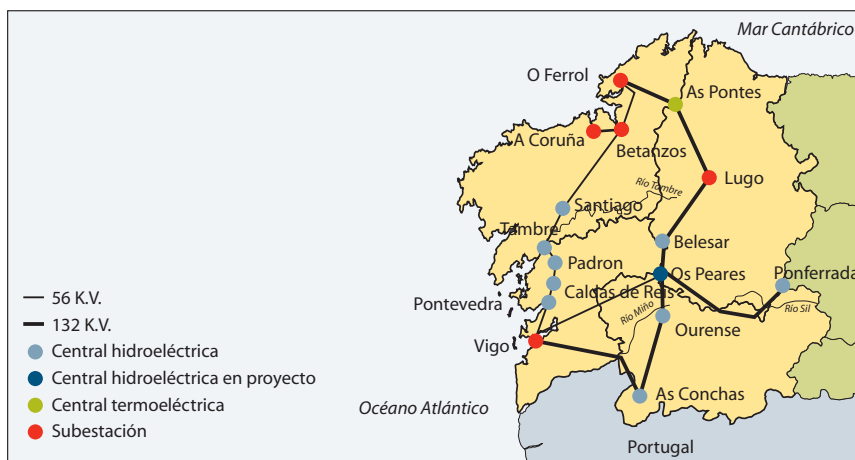 Mar Cantábrico
O Ferrol
As Pontes
A Coruña
Betanzos
Río Tambre
Lugo
Santiago
Tambre
Belesar
Padron
Os Peares
Ponferrada
Caldas de Reis
Pontevedra
Río Miño
Río Sil
Ourense
Vigo
As Conchas
Océano Atlántico
Portugal
56 K.V.
132 K.V.
Central hidroeléctrica
Central hidroeléctrica en proyecto
Central termoeléctrica
Subestación